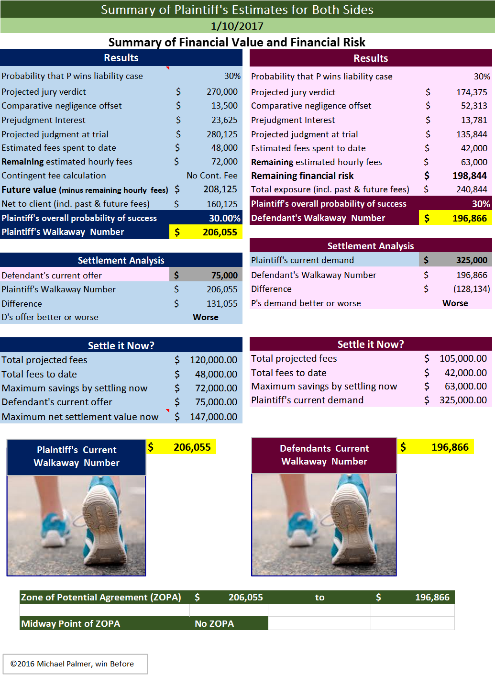 Summary of Plaintiff's Estimates for Both Sides
1/10/2017
Summary of Financial Value and Financial Risk
Results
Probability that P wins liability case 30%
Projected jury verdict $ 270,000
Comparative negligence offset $ 13,500
Prejudgment Interest $ 23,625
Projected judgment at trial $ 280,125
Estimated fees spent to date $ 48,000
Remaining estimated hourly fees $ 72,000
Contingent fee calculation No Cont. Fee
Future value (minus remaining hourly fees) $ 208,125
Net to client (incl. past & future fees) $ 160,125
Plaintiff's overall probability of success 30.00%
Plaintiff's Walkaway Number $ 206,055
Results
Probability that P wins liability case 30%
Projected jury verdict $ 174,375
Comparative negligence offset $ 52,313
Prejudgment Interest $ 13,781
Projected judgment at trial $ 135,844
Estimated fees spent to date $ 42,000
Remaining estimated hourly fees $ 63,000
Remaining financial risk $ 198,844
Total exposure (incl. past & future fees) $ 240,844
Plaintiff's overall probability of success 30%
Defendant's Walkaway Number $ 196,866
Settlement Analysis
Defendant's current offer $ 75,000
Plaintiff's Walkaway Number $ 206,055
Difference $ 131,055
D's offer better or worse Worse
Settlement Analysis
Plaintiff's current demand $ 325,000
Defendant's Walkaway Number $ 196,866
Difference $ (128,134)
P's demand better or worse Worse
Settle it Now?
Total projected fees $ 120,000.00
Total fees to date $ 48,000.00
Maximum savings by settling now $ 72,000.00
Defendant's current offer $ 75,000.00
Maximum net settlement value now $ 147,000.00
Settle it Now?
Total projected fees $ 105,000.00
Total fees to date $ 42,000.00
Maximum savings by settling now $ 63,000.00
Plaintiff's current demand $ 325,000.00
Plaintiff's Current
Walkaway Number
$ 206,055
Defendants Current
Walkaway Number
$ 196,866
Zone of Potential Agreement (ZOPA) $ 206,055 to $ 196,866
Midway Point of ZOPA No ZOPA
©2016 Michael Palmer, win Before